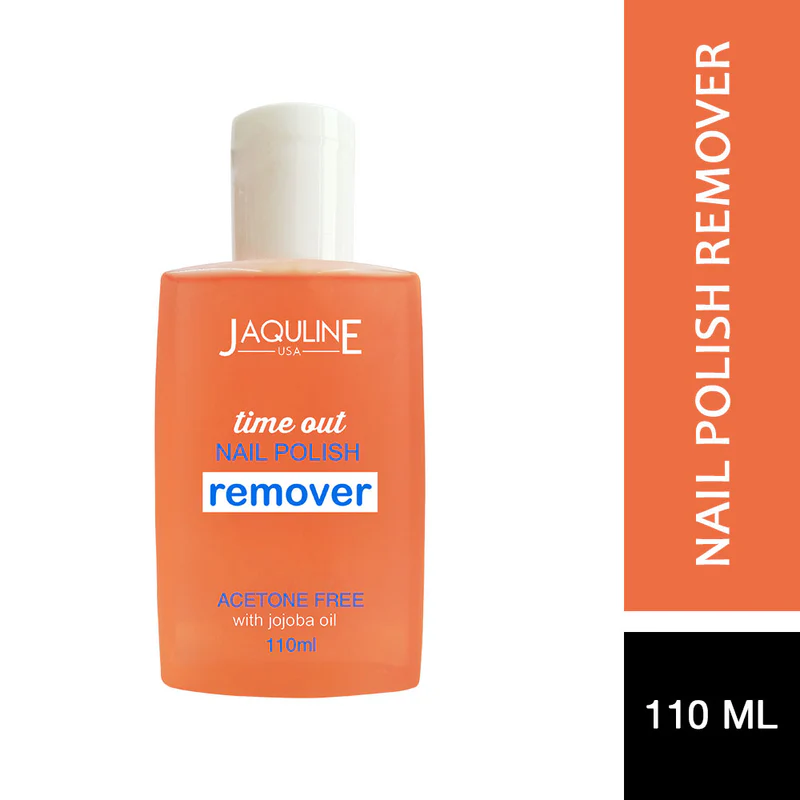 JAQULINE
USA
time out
NAIL POLISH
remover
ACETONE FREE
with jojoba oil
110ml
NAIL POLISH REMOVER
110 ML